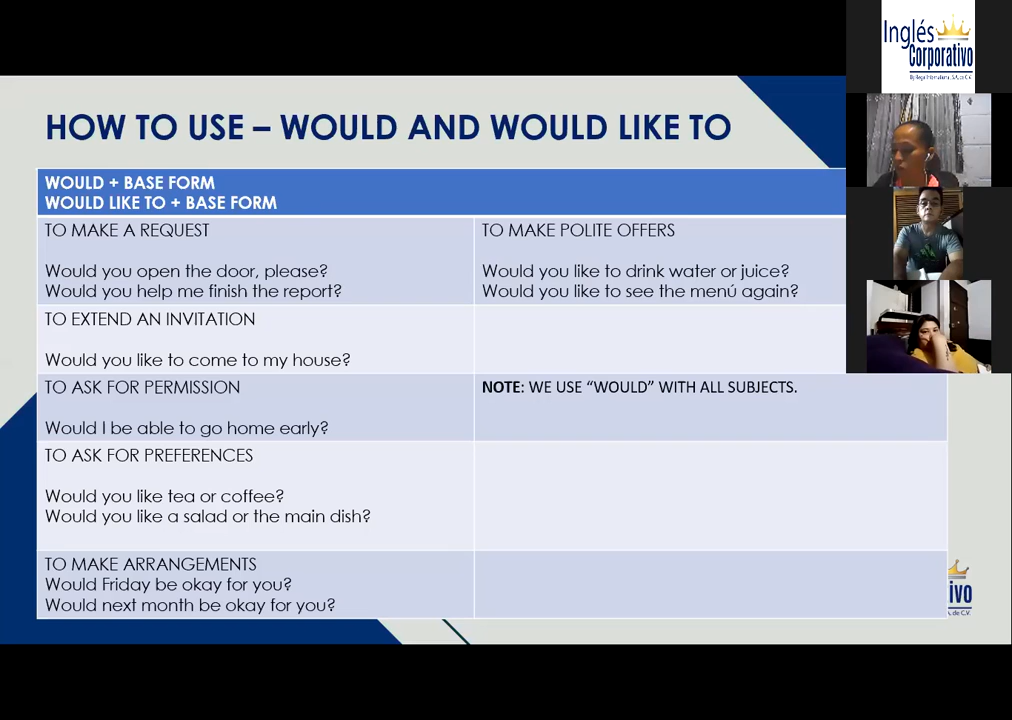 Inglés
Corporativo
HOW TO USE – WOULD AND WOULD LIKE TO
WOULD + BASE FORM
WOULD LIKE TO + BASE FORM
TO MAKE A REQUEST
Would you open the door, please?
Would you help me finish the report?
TO MAKE POLITE OFFERS
Would you like to drink water or juice?
Would you like to see the menú again?
TO EXTEND AN INVITATION
Would you like to come to my house?
TO ASK FOR PERMISSION
Would I be able to go home early?
NOTE: WE USE “WOULD” WITH ALL SUBJECTS.
TO ASK FOR PREFERENCES
Would you like tea or coffee?
Would you like a salad or the main dish?
TO MAKE ARRANGEMENTS
Would Friday be okay for you?
Would next month be okay for you?
ivo
de C.V.